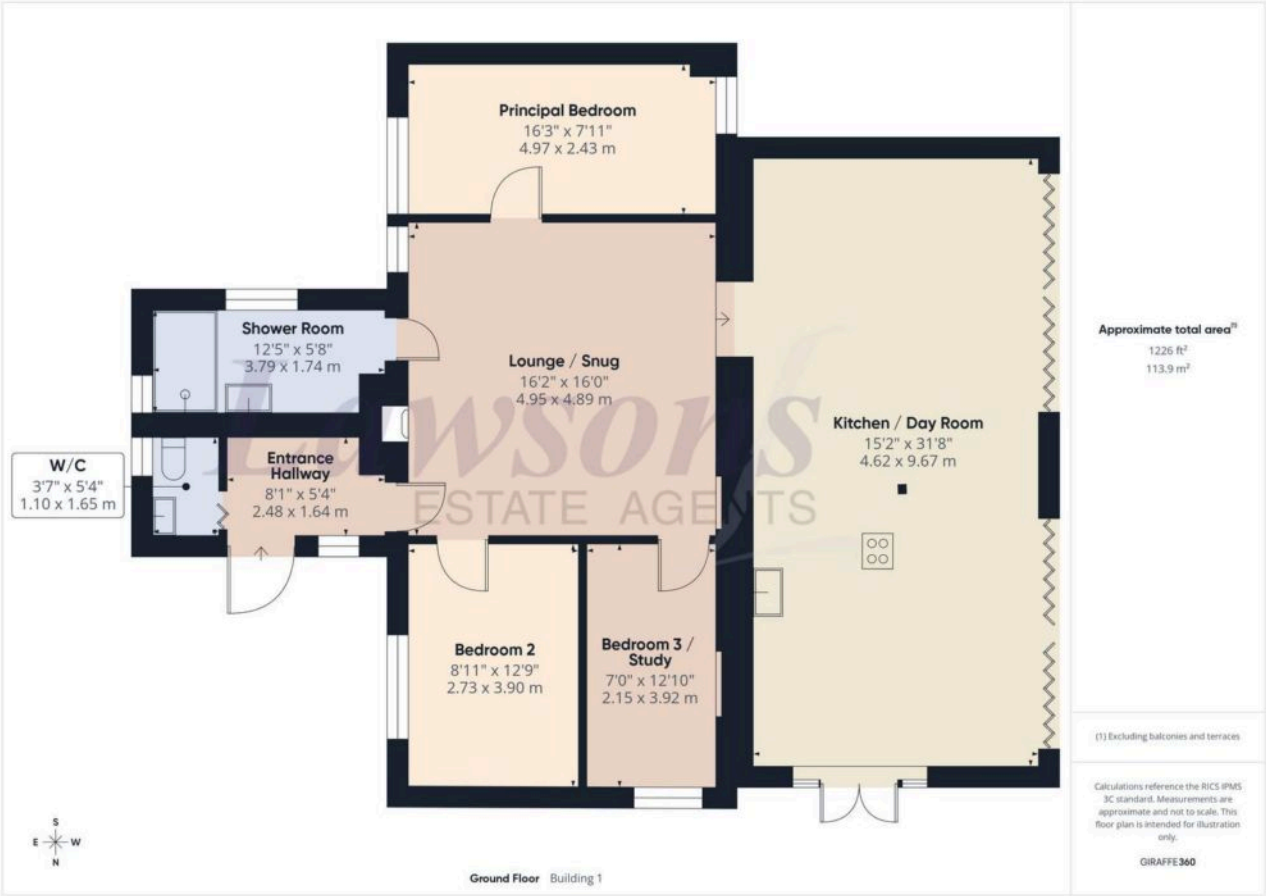 Principal Bedroom
16'3" x 7'11"
4.97 x 2.43 m
Shower Room
12'5" x 5'8"
3.79 x 1.74 m
Lounge / Snug
16'2" x 16'0"
4.95 x 4.89 m
Kitchen / Day Room
15'2" x 31'8"
4.62 x 9.67 m
W/C
3'7" x 5'4"
1.10 x 1.65 m
Entrance
Hallway
8'1" x 5'4"
2.48 x 1.64 m
Lawsons
ESTATE AGENTS
Bedroom 2
8'11" x 12'9"
2.73 x 3.90 m
Bedroom 3 /
Study
7'0" x 12'10"
2.15 x 3.92 m
S
E W
N
Ground Floor Building 1
Approximate total area⁽¹⁾
1226 ft²
113.9 m²
(1) Excluding balconies and terraces
Calculations reference the RICS IPMS
3C standard. Measurements are
approximate and not to scale. This
floor plan is intended for illustration
only.
GIRAFFE360